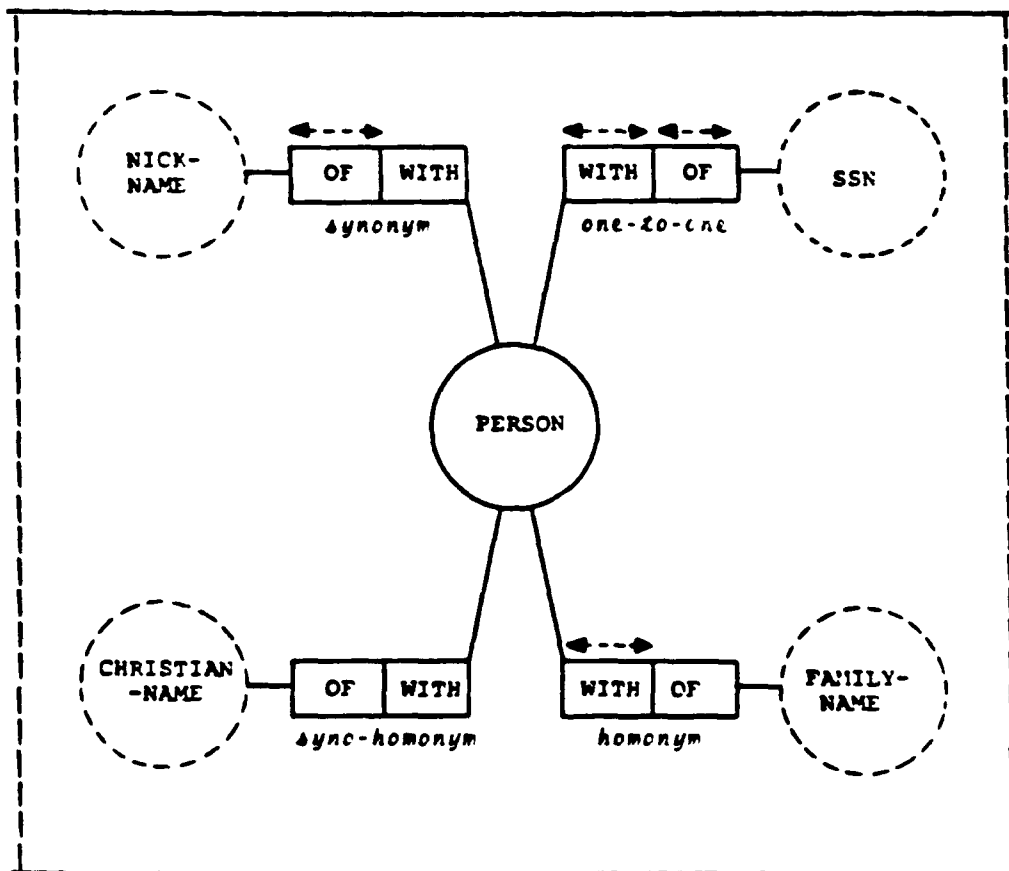 NICK-
NAME
OF WITH
synonym
WITH OF
one-to-one
SSN
PERSON
CHRISTIAN
-NAME
OF WITH
syno-homonym
WITH OF
homonym
FAMILY-
NAME